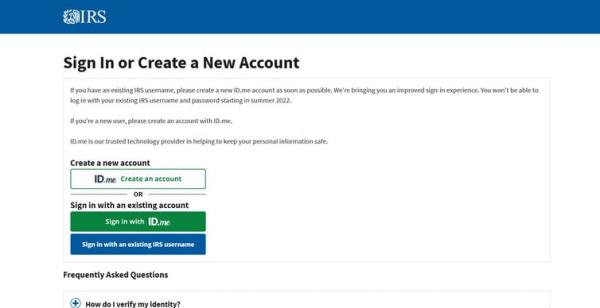 IRS
Sign In or Create a New Account
If you have an existing IRS username, please create a new ID.me account as soon as possible. We're bringing you an improved sign-in experience. You won't be able to
log in with your existing IRS username and password starting in summer 2022.
If you're a new user, please create an account with ID.me.
ID.me is our trusted technology provider in helping to keep your personal information safe.
Create a new account
ID.me Create an account
OR
Sign in with an existing account
Sign in with ID.me
Sign in with an existing IRS username
Frequently Asked Questions
How do I verify my identity?